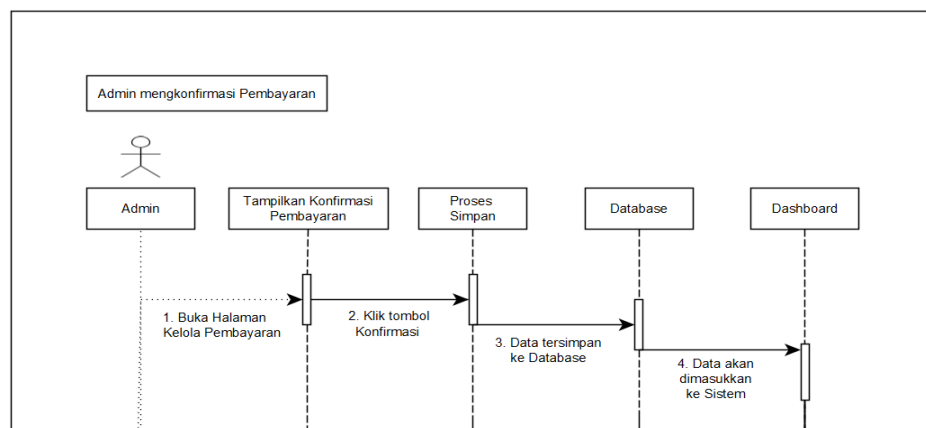 Admin mengkonfirmasi Pembayaran
Admin
Tampilkan Konfirmasi
Pembayaran
Proses
Simpan
Database
Dashboard
1. Buka Halaman
Kelola Pembayaran
2. Klik tombol
Konfirmasi
3. Data tersimpan
ke Database
4. Data akan
dimasukkan
ke Sistem